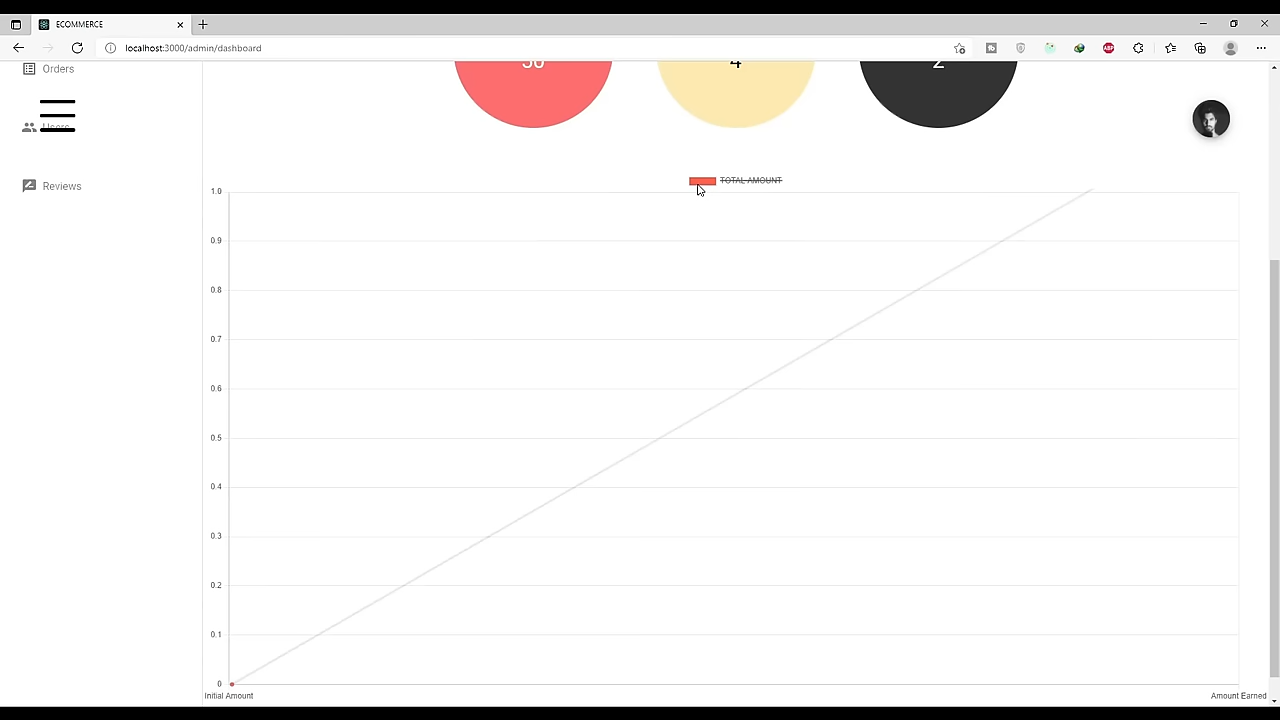 ECOMMERCE
localhost:3000/admin/dashboard
Orders
4
2
Users
Reviews
TOTAL AMOUNT
1.0
0.9
0.8
0.7
0.6
0.5
0.4
0.3
0.2
0.1
0
Initial Amount
Amount Earned